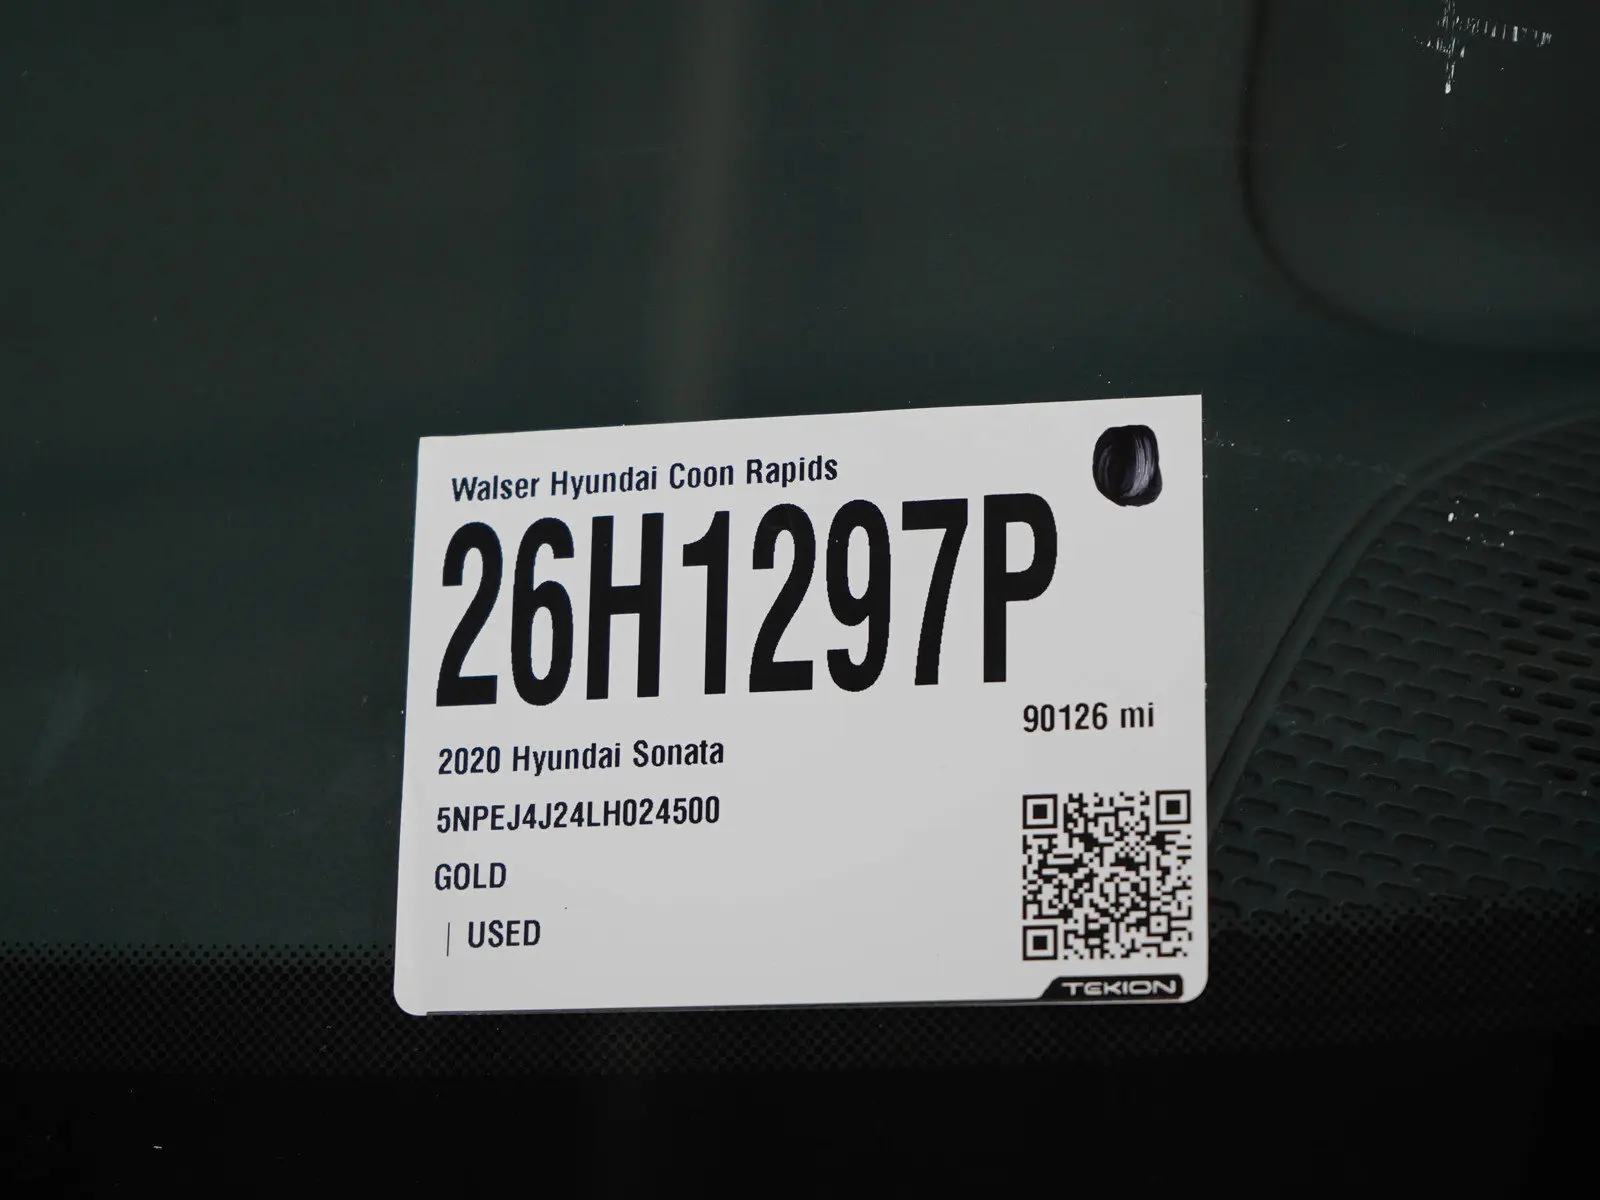 Walser Hyundai Coon Rapids
26H1297P
90126 mi
2020 Hyundai Sonata
5NPEJ4J24LH024500
GOLD
| USED
TEKION